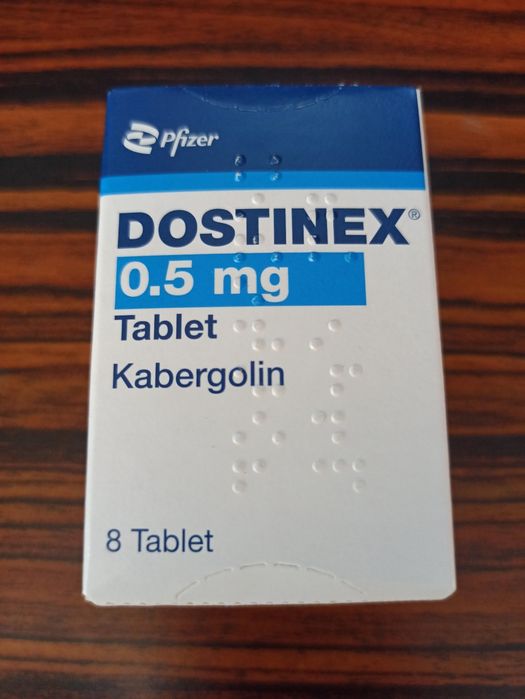 Pfizer
DOSTINEX®
0.5 mg
Tablet
Kabergolin
8 Tablet